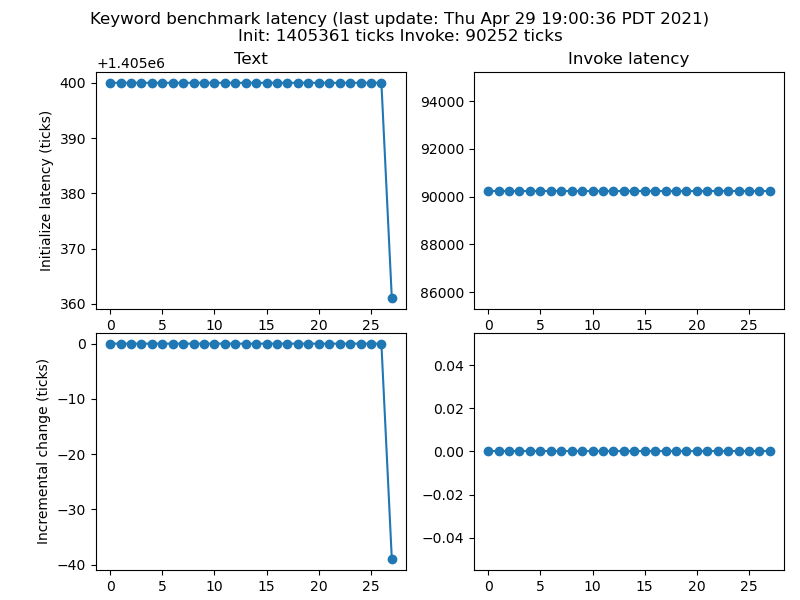 Keyword benchmark latency (last update: Thu Apr 29 19:00:36 PDT 2021)
Init: 1405361 ticks Invoke: 90252 ticks
Text
+1.405e6
Initialize latency (ticks)
400
390
380
370
360
0 5 10 15 20 25
Invoke latency
94000
92000
90000
88000
86000
0 5 10 15 20 25
Incremental change (ticks)
0
−10
−20
−30
−40
0 5 10 15 20 25
0.04
0.02
0.00
−0.02
−0.04
0 5 10 15 20 25